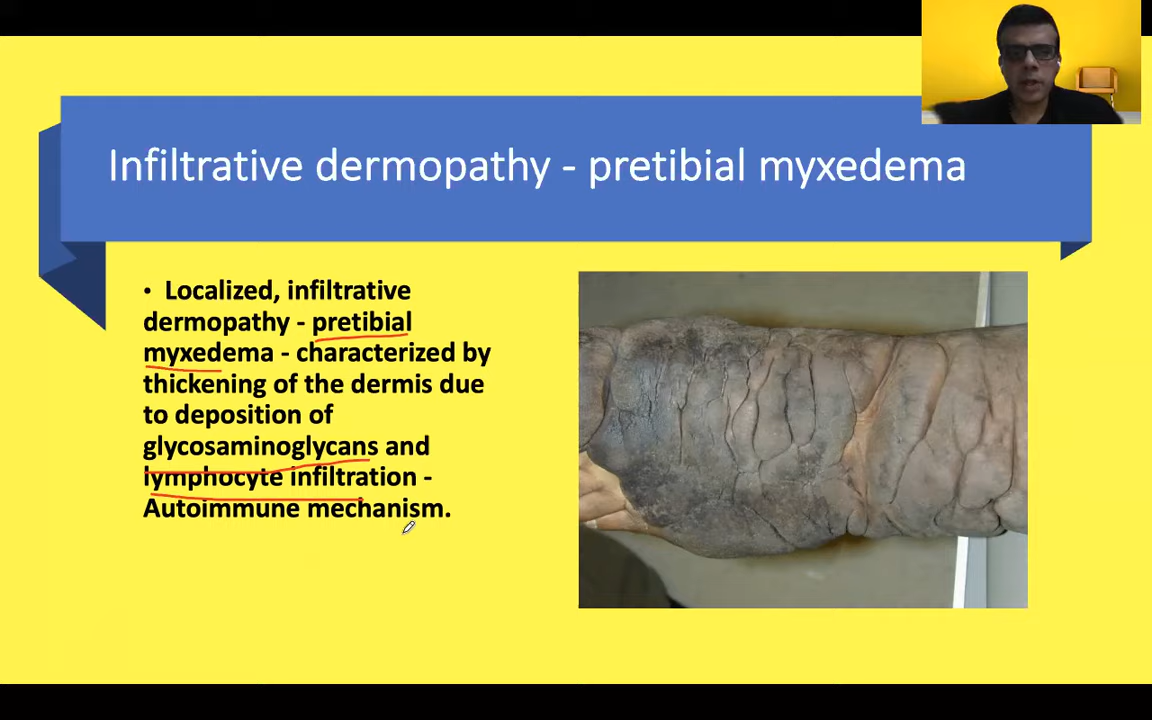 Infiltrative dermopathy - pretibial myxedema
• Localized, infiltrative
dermopathy - pretibial
myxedema - characterized by
thickening of the dermis due
to deposition of
glycosaminoglycans and
lymphocyte infiltration -
Autoimmune mechanism.